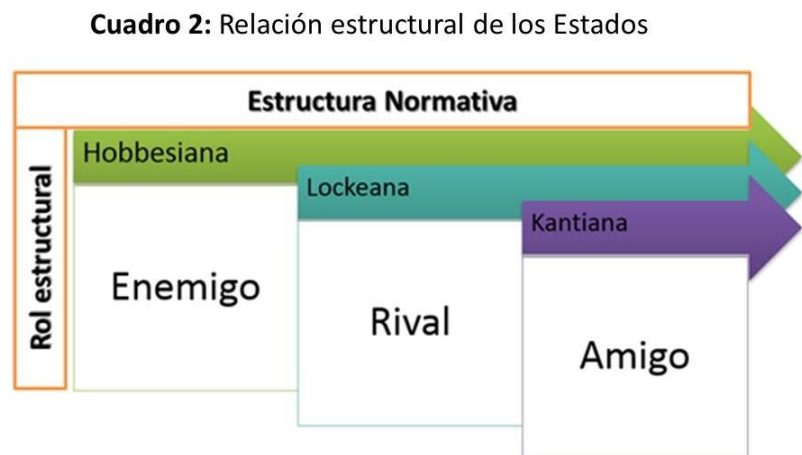 Cuadro 2: Relación estructural de los Estados
Estructura Normativa
Rol estructural
Hobbesiana
Lockeana
Kantiana
Enemigo
Rival
Amigo